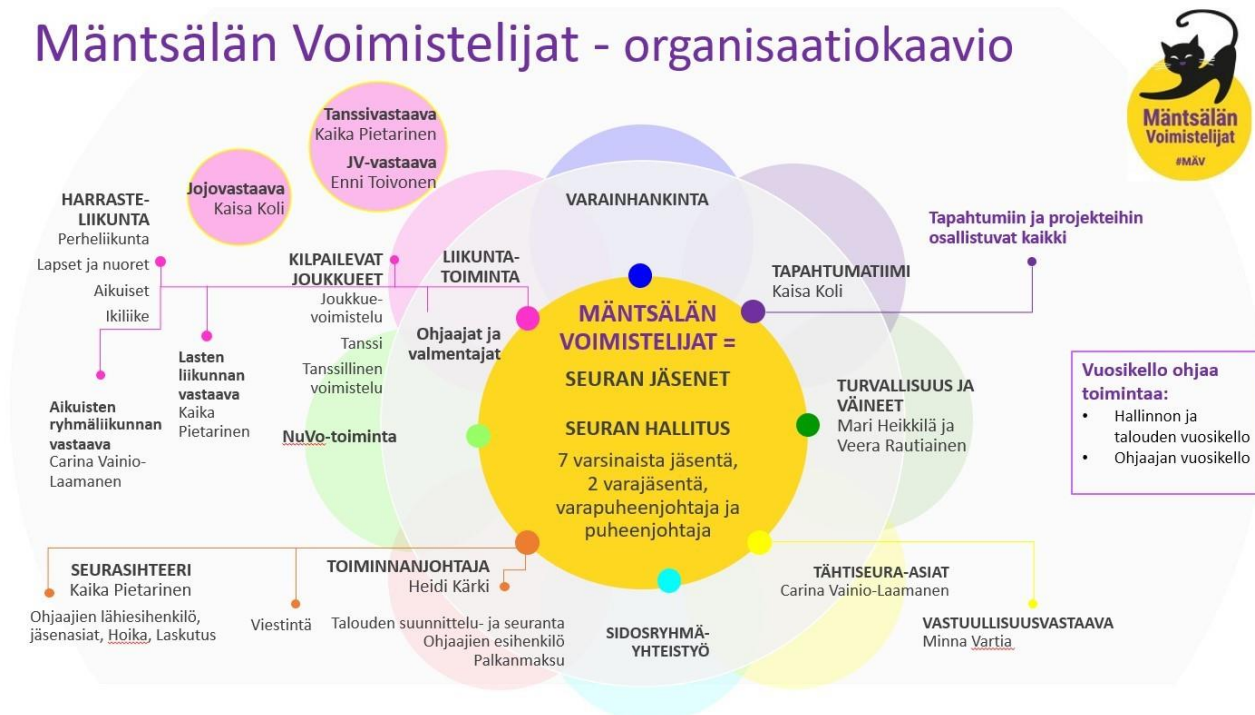 Mäntsälän Voimistelijat - organisaatiokaavio
Mäntsälän
Voimistelijat
#MÄV
Tanssivastaava
Kaika Pietarinen
JV-vastaava
Enni Toivonen
Jojovastaava
Kaisa Koli
HARRASTE-
LIIKUNTA
Perheliikunta
Lapset ja nuoret
Aikuiset
Ikiliike
KILPAILEVAT
JOUKKUEET
Joukkue-
voimistelu
Tanssi
Tanssillinen
voimistelu
LIIKUNTA-
TOIMINTA
Ohjaajat ja
valmentajat
Lasten
liikunnan
vastaava
Kaika
Pietarinen
Aikuisten
ryhmäliikunnan
vastaava
Carina Vainio-
Laamanen
NuVo-toiminta
VARAINHANKINTA
TAPAHTUMATIIMI
Kaisa Koli
Tapahtumiin ja projekteihin
osallistuvat kaikki
MÄNTSÄLÄN
VOIMISTELIJAT =
SEURAN JÄSENET
SEURAN HALLITUS
7 varsinaista jäsentä,
2 varajäsentä,
varapuheenjohtaja ja
puheenjohtaja
TURVALLISUUS JA
VÄINEET
Mari Heikkilä ja
Veera Rautiainen
Vuosikello ohjaa
toimintaa:
• Hallinnon ja
talouden vuosikello
• Ohjaajan vuosikello
SEURASIHTEERI
Kaika Pietarinen
Ohjaajien lähiesihenkilö,
jäsenasiat, Hoika, Laskutus
Viestintä
TOIMINNANJOHTAJA
Heidi Kärki
Talouden suunnittelu- ja seuranta
Ohjaajien esihenkilö
Palkanmaksu
SIDOSRYHMÄ-
YHTEISTYÖ
TÄHTISEURA-ASIAT
Carina Vainio-Laamanen
VASTUULLISUUSVASTAAVA
Minna Vartia